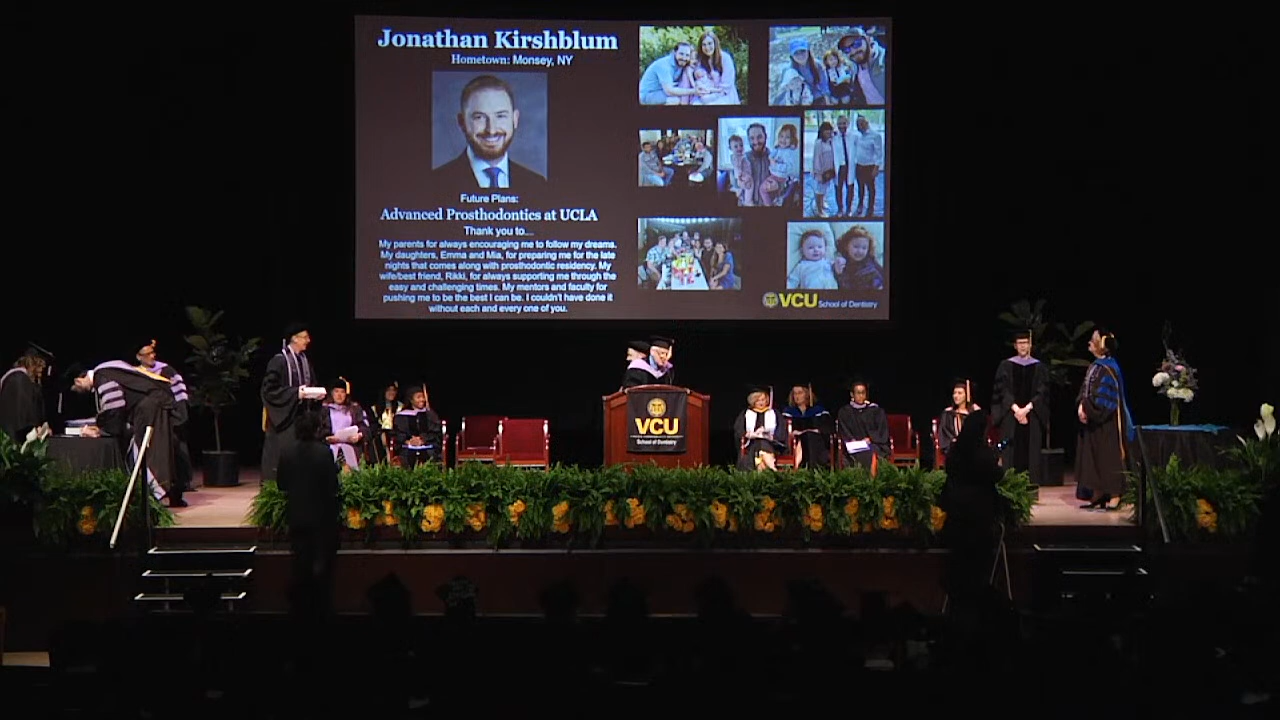 Jonathan Kirshblum
Hometown: Monsey, NY
Future Plans:
Advanced Prosthodontics at UCLA
Thank you to....
My parents for always encouraging me to follow my dreams.
My daughters, Emma and Mia, for preparing me for the late
nights that comes along with prosthodontic residency. My
wife/best friend, Rikki, for always supporting me through the
easy and challenging times. My mentors and faculty for
pushing me to be the best I can be. I couldn't have done it
without each and every one of you.
VCU School of Dentistry
VCU
School of Dentistry